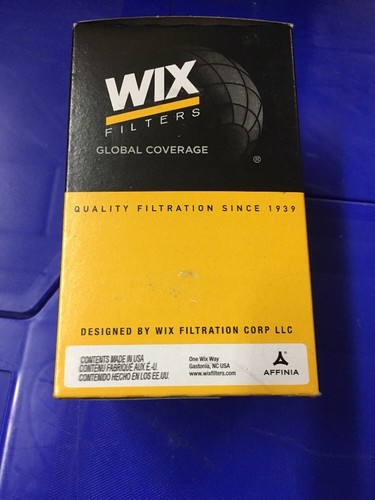 WIX
FILTERS
GLOBAL COVERAGE
®
QUALITY FILTRATION SINCE 1939
DESIGNED BY WIX FILTRATION CORP LLC
CONTENTS MADE IN USA
CONTENU FABRIQUÉ AUX É.-U.
CONTENIDO HECHO EN LOS EE.UU.
One Wix Way
Gastonia, NC USA
www.wixfilters.com
AFFINIA